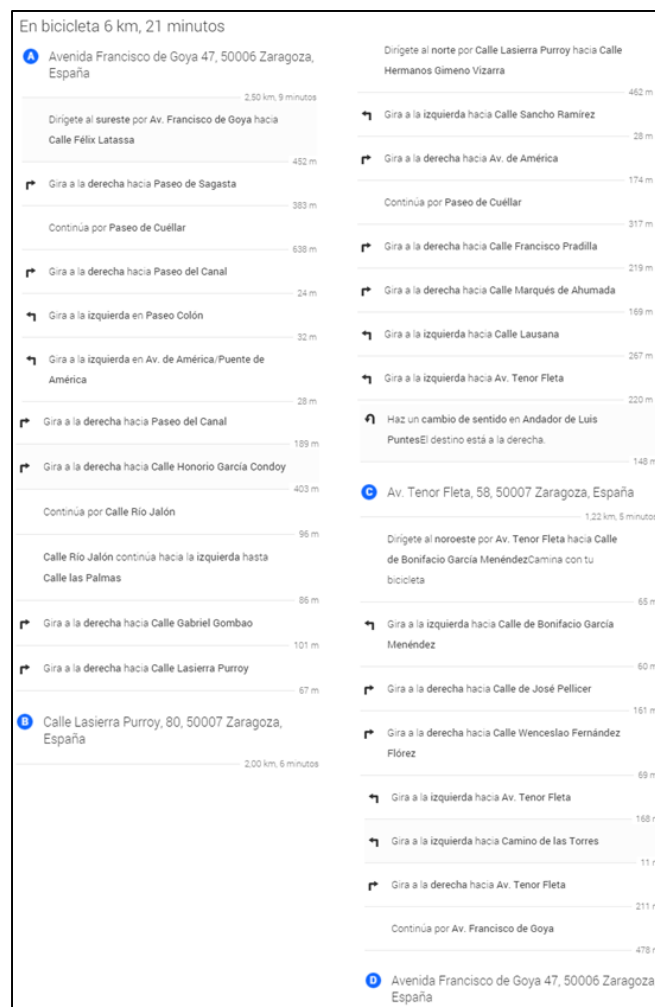 En bicicleta 6 km, 21 minutos
A Avenida Francisco de Goya 47, 50006 Zaragoza,
España
2,50 km, 9 minutos
Dirígete al sureste por Av. Francisco de Goya hacia
Calle Félix Latassa
452 m
Gira a la derecha hacia Paseo de Sagasta
383 m
Continúa por Paseo de Cuéllar
638 m
Gira a la derecha hacia Paseo del Canal
24 m
Gira a la izquierda en Paseo Colón
32 m
Gira a la izquierda en Av. de América/Puente de
América
28 m
Gira a la derecha hacia Paseo del Canal
189 m
Gira a la derecha hacia Calle Honorio García Condoy
403 m
Continúa por Calle Río Jalón
96 m
Calle Río Jalón continúa hacia la izquierda hasta
Calle las Palmas
86 m
Gira a la derecha hacia Calle Gabriel Gombao
101 m
Gira a la derecha hacia Calle Lasierra Purroy
67 m
B Calle Lasierra Purroy, 80, 50007 Zaragoza,
España
2,00 km, 6 minutos
Dirígete al norte por Calle Lasierra Purroy hacia Calle
Hermanos Gimeno Vizarra
462 m
Gira a la izquierda hacia Calle Sancho Ramírez
28 m
Gira a la derecha hacia Av. de América
174 m
Continúa por Paseo de Cuéllar
317 m
Gira a la derecha hacia Calle Francisco Pradilla
219 m
Gira a la derecha hacia Calle Marqués de Ahumada
169 m
Gira a la izquierda hacia Calle Lausana
267 m
Gira a la izquierda hacia Av. Tenor Fleta
220 m
Haz un cambio de sentido en Andador de Luis
PuntesEl destino está a la derecha.
148 m
C Av. Tenor Fleta, 58, 50007 Zaragoza, España
1,22 km, 5 minutos
Dirígete al noroeste por Av. Tenor Fleta hacia Calle
de Bonifacio García MenéndezCamina con tu
bicicleta
65 m
Gira a la izquierda hacia Calle de Bonifacio García
Menéndez
60 m
Gira a la derecha hacia Calle de José Pellicer
161 m
Gira a la derecha hacia Calle Wenceslao Fernández
Flórez
69 m
Gira a la izquierda hacia Av. Tenor Fleta
168 m
Gira a la izquierda hacia Camino de las Torres
11 m
Gira a la derecha hacia Av. Tenor Fleta
211 m
Continúa por Av. Francisco de Goya
478 m
D Avenida Francisco de Goya 47, 50006 Zaragoza
España